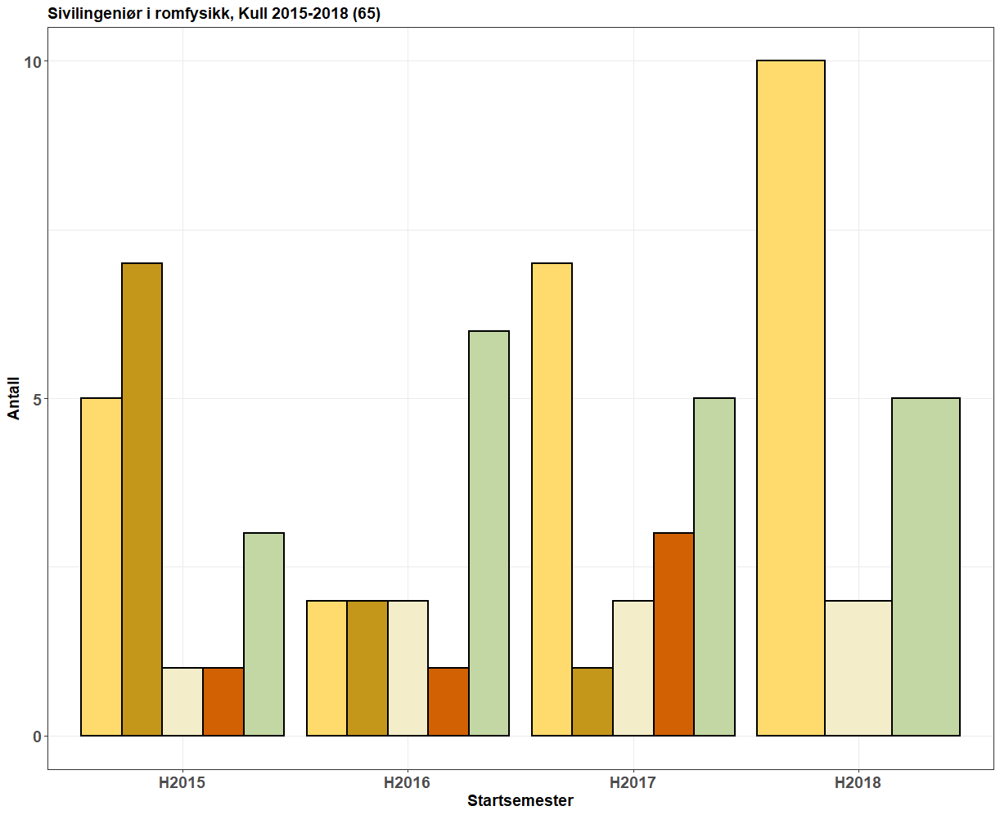 Sivilingeniør i romfysikk, Kull 2015-2018 (65)
10
5
0
Antall
H2015 H2016 H2017 H2018
Startsemester